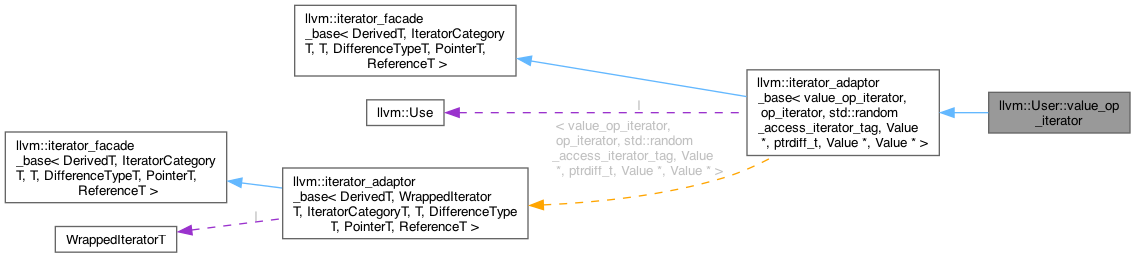 llvm::iterator_facade
_base< DerivedT, IteratorCategory
T, T, DifferenceTypeT, PointerT,
ReferenceT >
llvm::Use
I
llvm::iterator_adaptor
_base< value_op_iterator,
op_iterator, std::random
_access_iterator_tag, Value
*, ptrdiff_t, Value *, Value * >
llvm::User::value_op
_iterator
< value_op_iterator,
op_iterator, std::random
_access_iterator_tag, Value
*, ptrdiff_t, Value *, Value * >
llvm::iterator_facade
_base< DerivedT, IteratorCategory
T, T, DifferenceTypeT, PointerT,
ReferenceT >
llvm::iterator_adaptor
_base< DerivedT, WrappedIterator
T, IteratorCategoryT, T, DifferenceType
T, PointerT, ReferenceT >
I
WrappedIteratorT